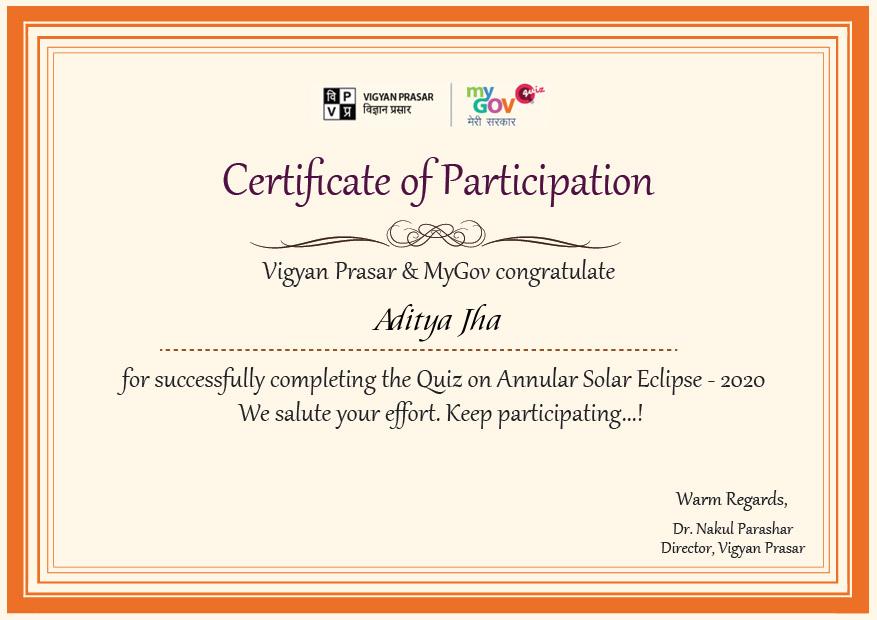 वि P
V प्र
VIGYAN PRASAR
विज्ञान प्रसार
my
GOV
Quiz
मेरी सरकार
Certificate of Participation
Vigyan Prasar & MyGov congratulate
Aditya Jha
for successfully completing the Quiz on Annular Solar Eclipse - 2020
We salute your effort. Keep participating...!
Warm Regards,
Dr. Nakul Parashar
Director, Vigyan Prasar